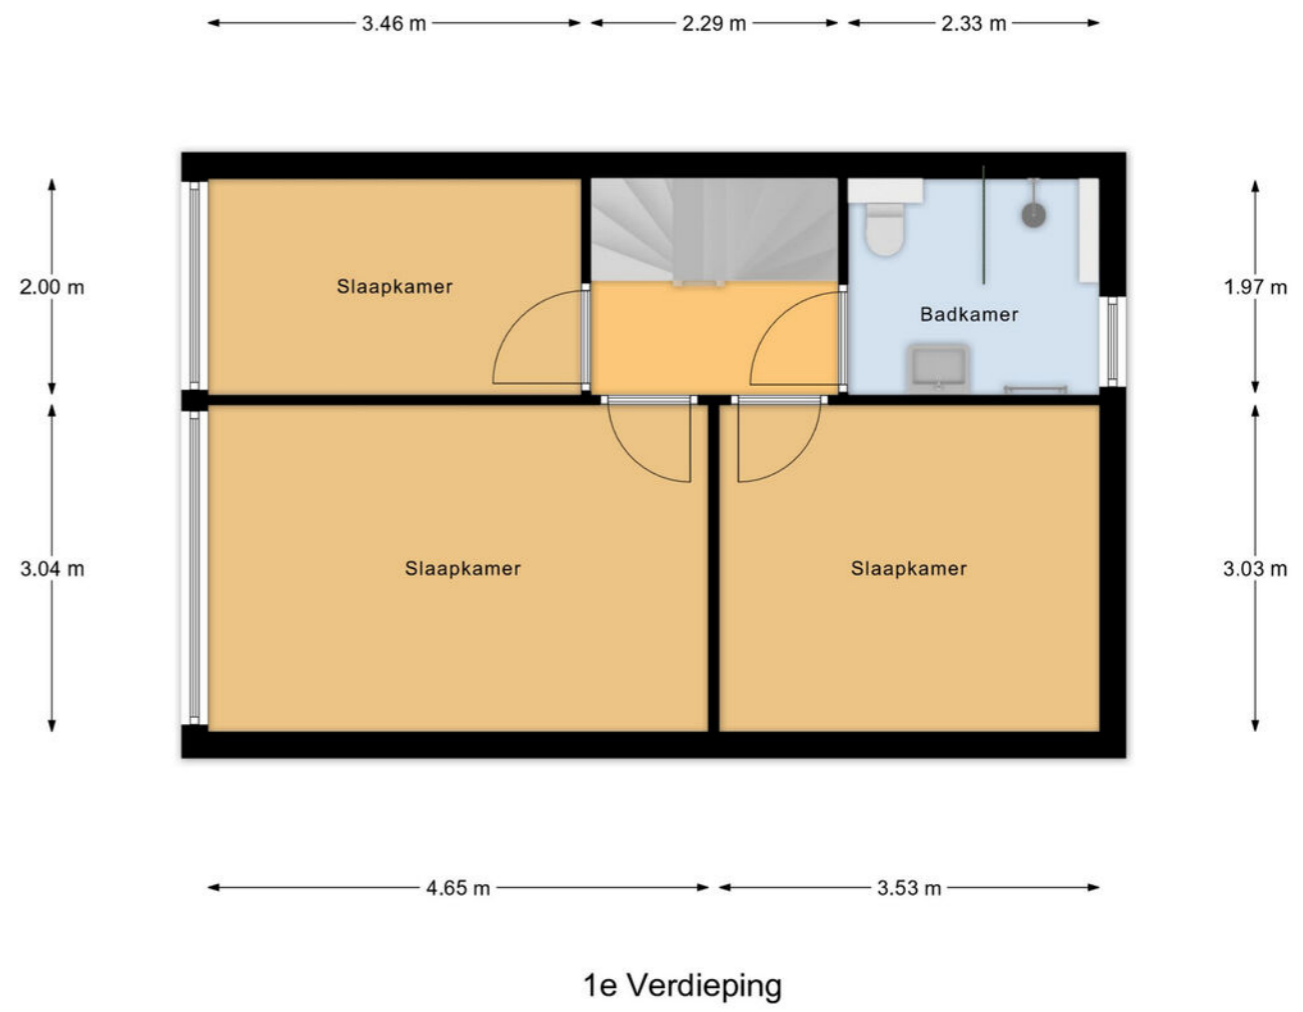 3.46 m
2.29 m
2.33 m
2.00 m
Slaapkamer
1.97 m
Badkamer
3.04 m
Slaapkamer
Slaapkamer
3.03 m
4.65 m
3.53 m
1e Verdieping